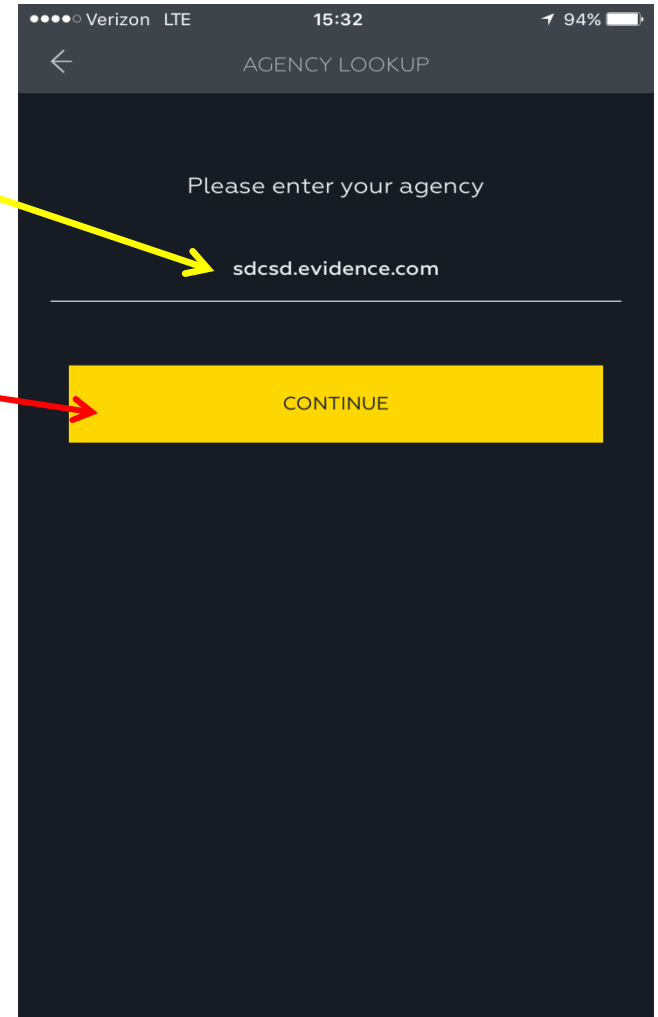 Verizon LTE 15:32 94%
AGENCY LOOKUP
Please enter your agency
sdcsd.evidence.com
CONTINUE